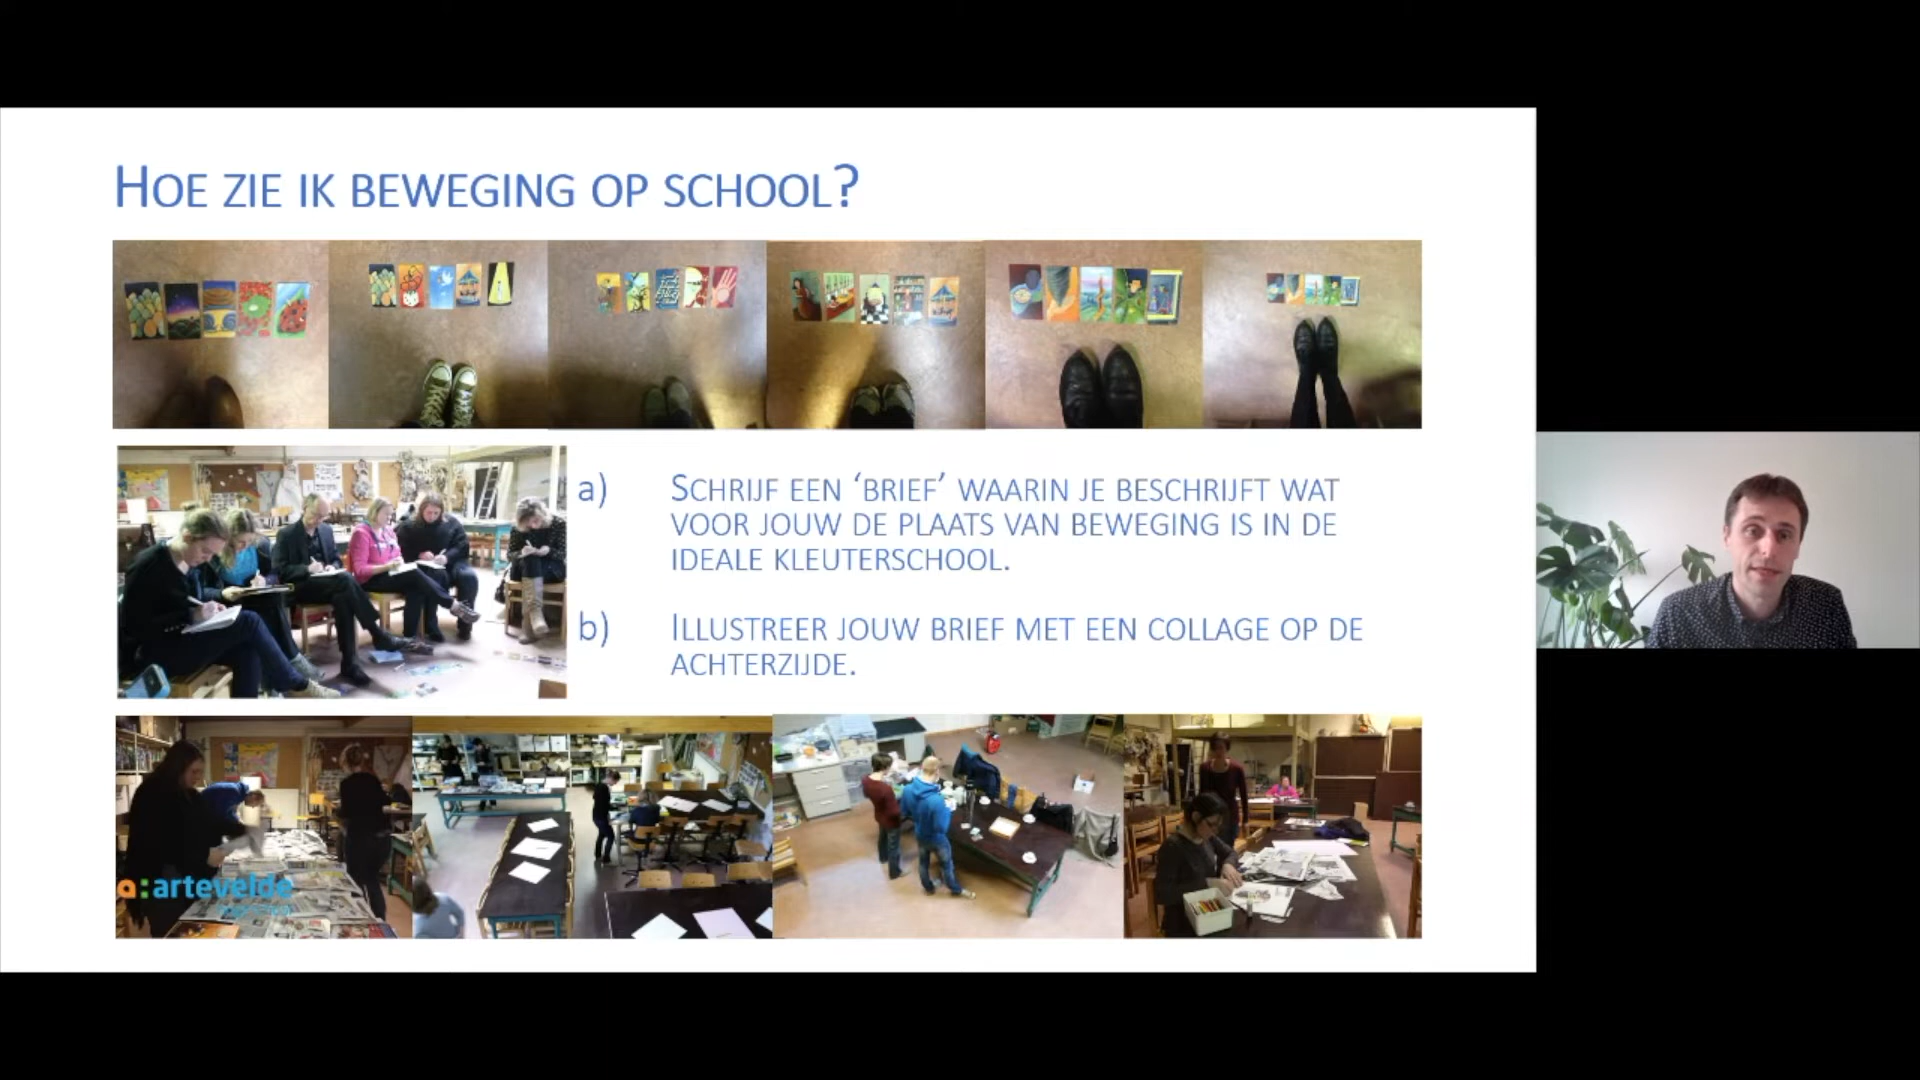 HOE ZIE IK BEWEGING OP SCHOOL?
a) SCHRIJF EEN ‘BRIEF’ WAARIN JE BESCHRIJFT WAT
VOOR JOUW DE PLAATS VAN BEWEGING IS IN DE
IDEALE KLEUTERSCHOOL.
b) ILLUSTREER JOUW BRIEF MET EEN COLLAGE OP DE
ACHTERZIJDE.
a:artevelde